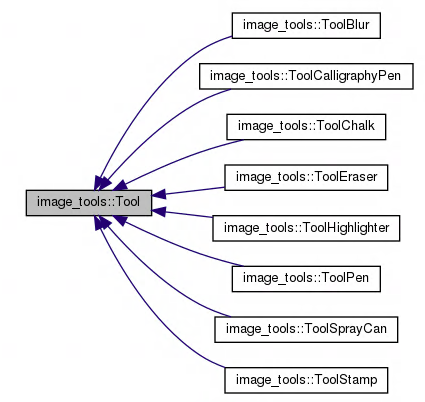 image_tools::ToolBlur
image_tools::ToolCalligraphyPen
image_tools::ToolChalk
image_tools::ToolEraser
image_tools::Tool
image_tools::ToolHighlighter
image_tools::ToolPen
image_tools::ToolSprayCan
image_tools::ToolStamp